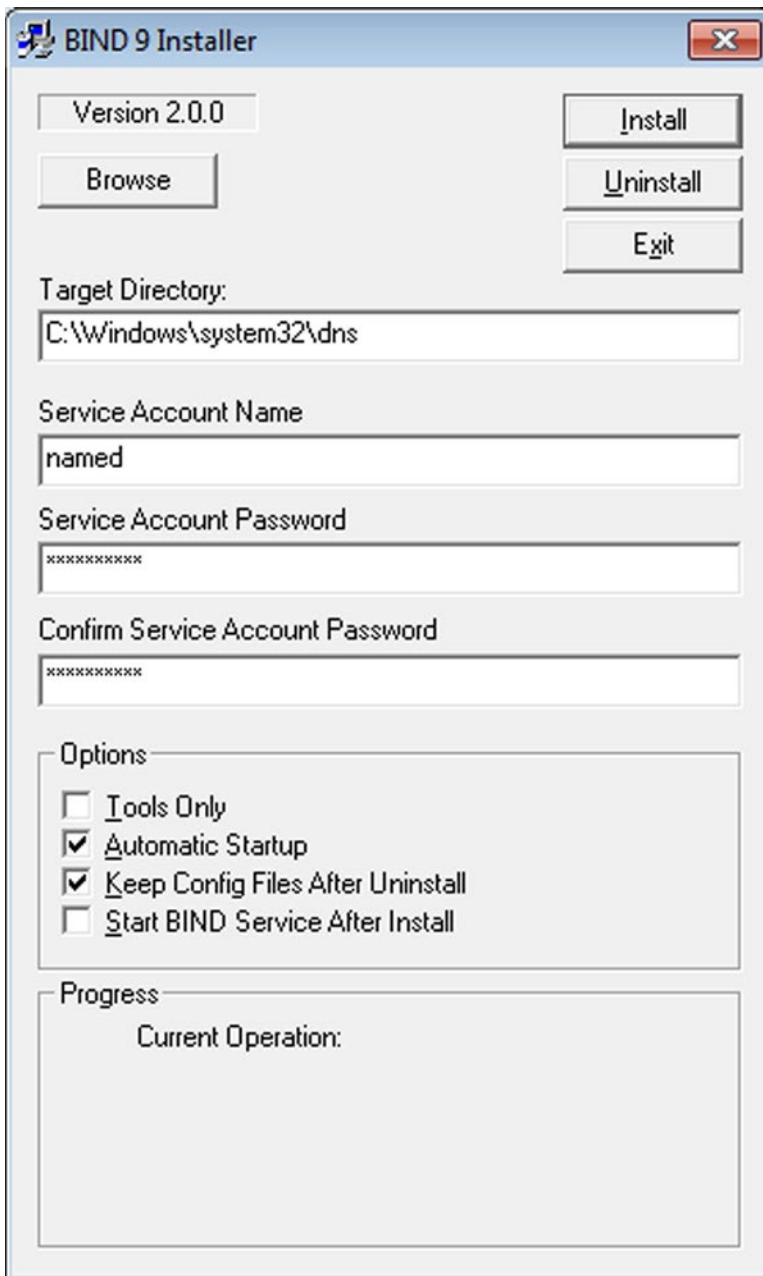 BIND 9 Installer
Version 2.0.0
Install
Browse
Uninstall
Exit
Target Directory:
C:\Windows\system32\dns
Service Account Name
named
Service Account Password
××××××××××
Confirm Service Account Password
××××××××××
Options
Tools Only
Automatic Startup
Keep Config Files After Uninstall
Start BIND Service After Install
Progress
Current Operation: